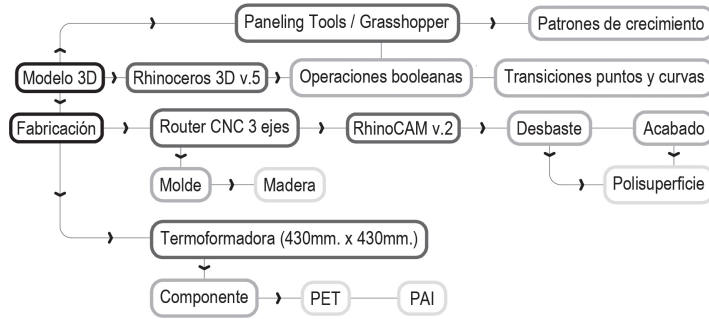 Paneling Tools / Grasshopper
Patrones de crecimiento
Modelo 3D
Rhinoceros 3D v.5
Operaciones booleanas
Transiciones puntos y curvas
Fabricación
Router CNC 3 ejes
RhinoCAM v.2
Desbaste
Acabado
Molde
Madera
Polisuperficie
Termoformadora (430mm. x 430mm.)
Componente
PET
PAI